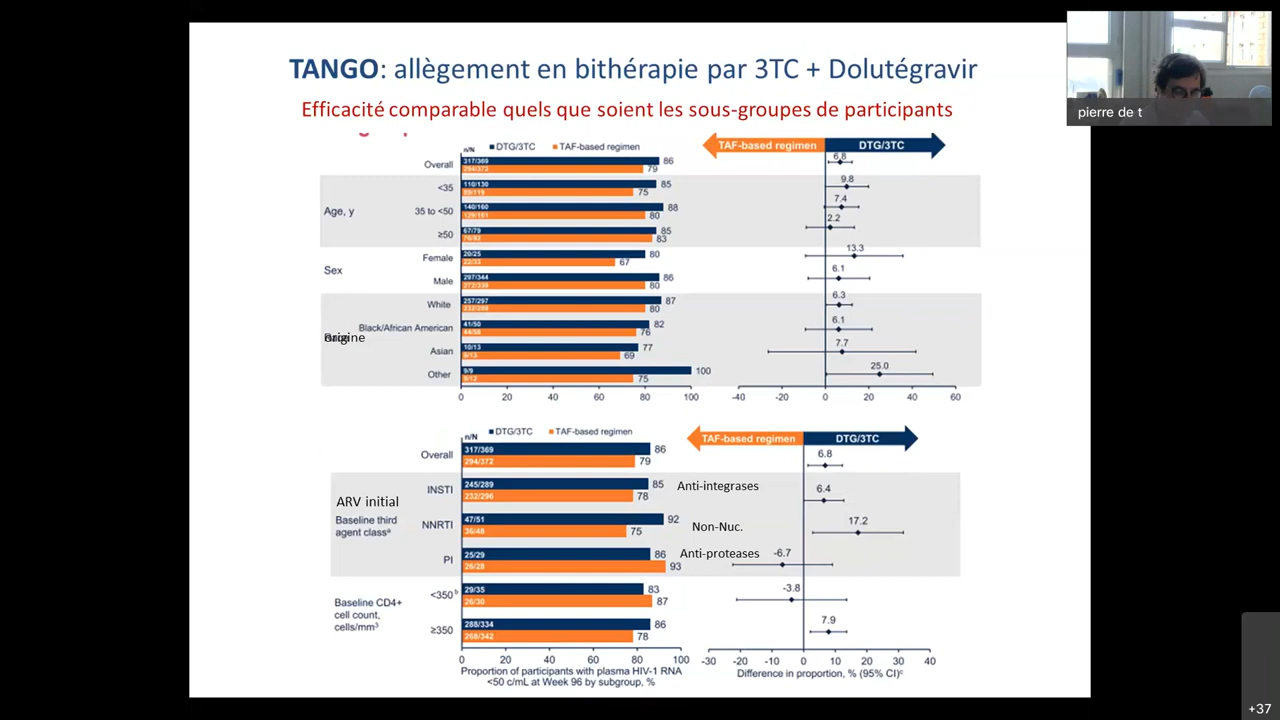 TANGO: allègement en bithérapie par 3TC + Dolutégravir
Efficacité comparable quels que soient les sous-groupes de participants
pierre de t
n/N
DTG/3TC TAF-based regimen
TAF-based regimen DTG/3TC
Overall 317/369 86 6.8
294/372 79
Age, y
<35 110/130 85 9.8
89/119 75
35 to <50 140/160 88 7.4
129/161 80
≥50 67/79 85 2.2
76/92 83
Sex
Female 20/25 80 13.3
22/33 67
Male 297/344 86 6.1
272/339 80
White 257/297 87 6.3
232/289 80
Black/African American 41/50 82 6.1
44/58 76
Asian 10/13 77 7.7
9/13 69
Other 9/9 100 25.0
9/12 75
0 20 40 60 80 100
-40 -20 0 20 40 60
n/N
DTG/3TC TAF-based regimen
TAF-based regimen DTG/3TC
Overall 317/369 86 6.8
294/372 79
ARV initial
Baseline third
agent classᵃ
INSTI 245/289 85 Anti-integrases 6.4
232/296 78
NNRTI 47/51 92 Non-Nuc. 17.2
36/48 75
PI 25/29 86 Anti-proteases -6.7
26/28 93
Baseline CD4+
cell count,
cells/mm³
<350ᵇ 29/35 83 -3.8
26/30 87
≥350 288/334 86 7.9
268/342 78
0 20 40 60 80 100
-30 -20 -10 0 10 20 30 40
Proportion of participants with plasma HIV-1 RNA
<50 c/mL at Week 96 by subgroup, %
Difference in proportion, % (95% CI)ᶜ
+37